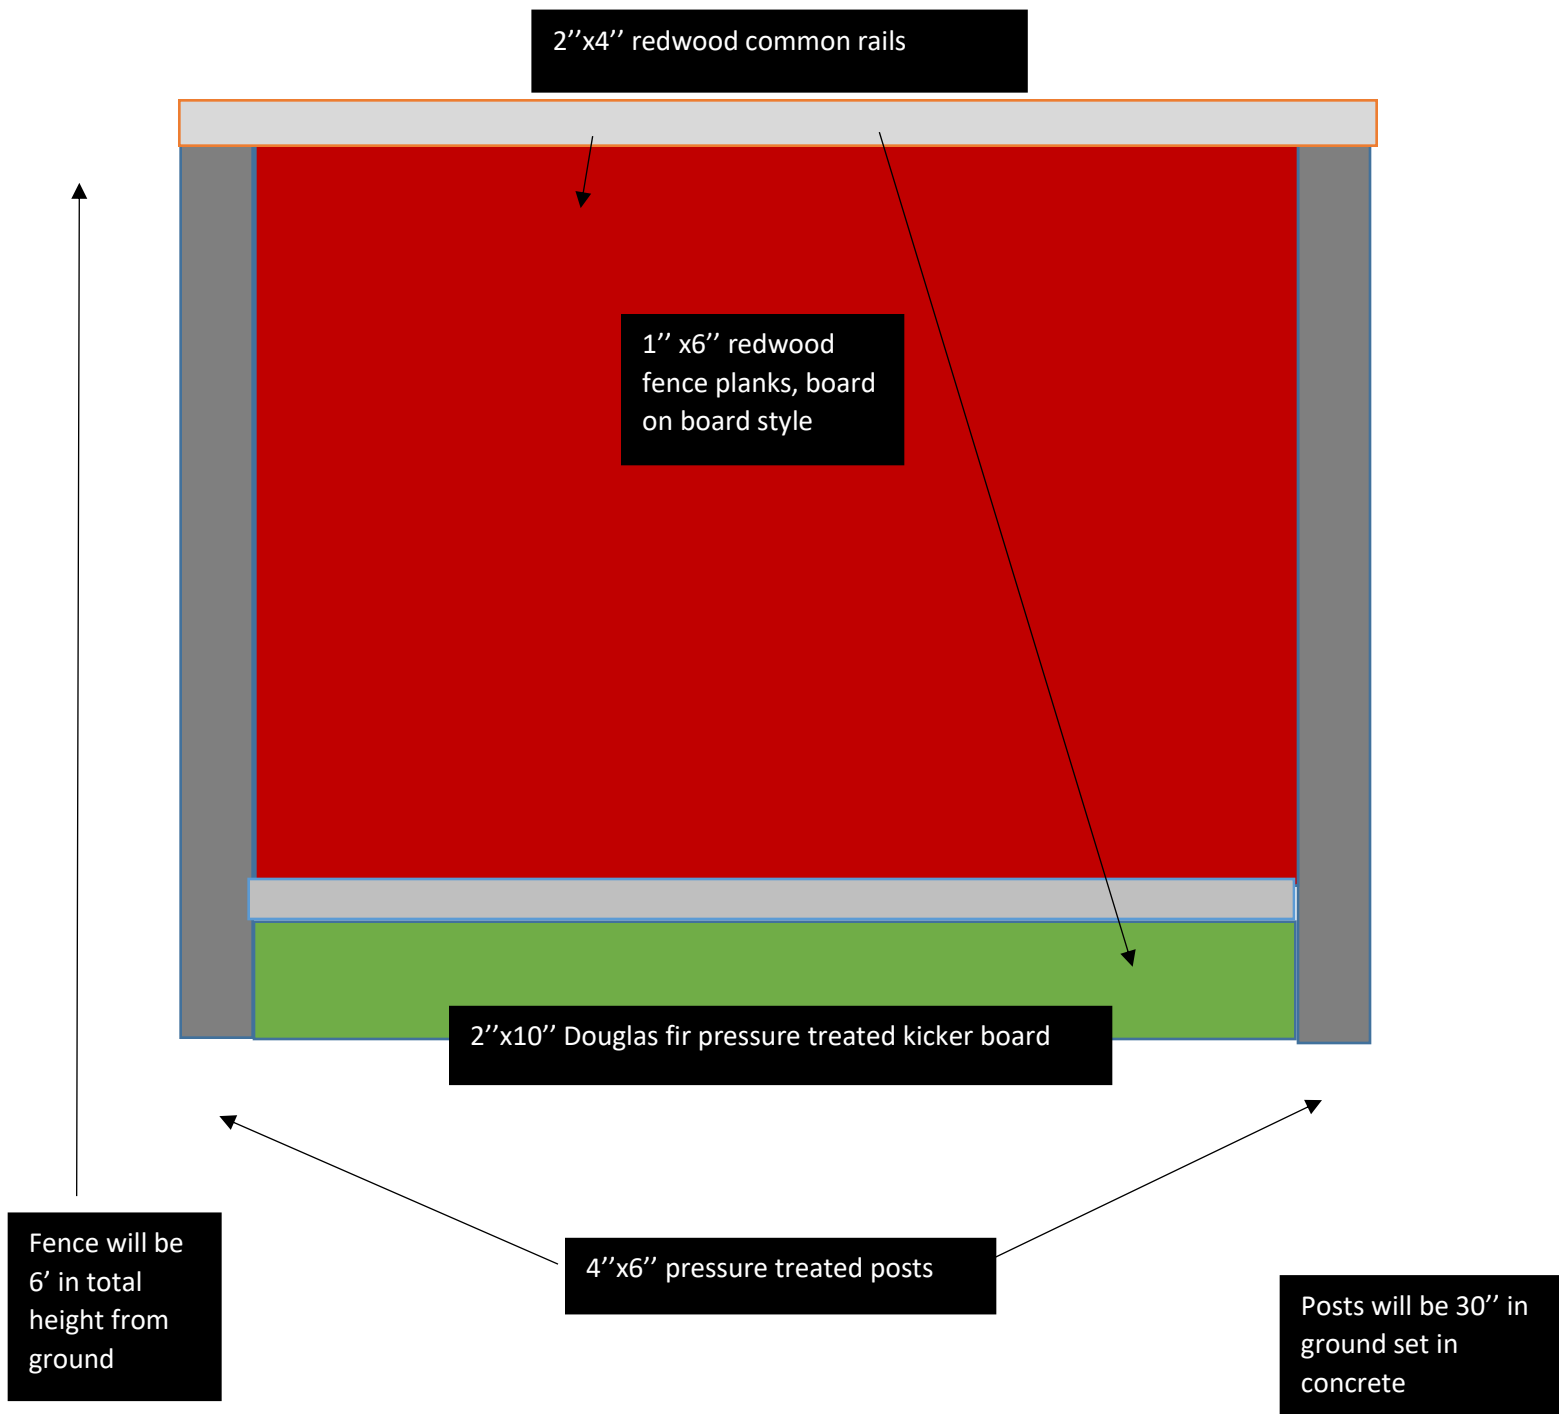 2’’x4’’ redwood common rails
1’’ x6’’ redwood
fence planks, board
on board style
2’’x10’’ Douglas fir pressure treated kicker board
Fence will be
6’ in total
height from
ground
4’’x6’’ pressure treated posts
Posts will be 30’’ in
ground set in
concrete